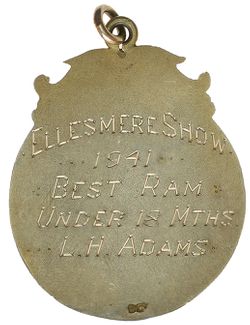 ELLESMERE SHOW
1941
BEST RAM
UNDER 18 MTHS
L.H. ADAMS